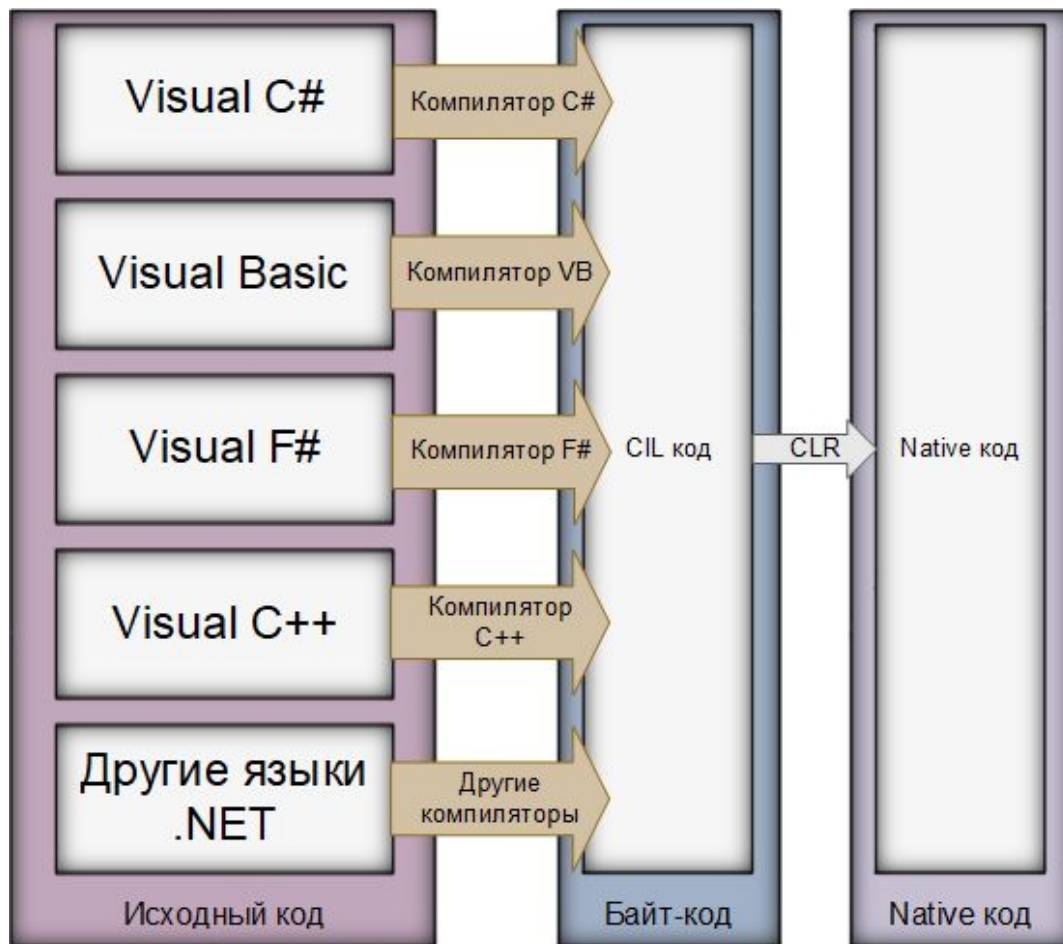 Visual C#
Компилятор C#
Visual Basic
Компилятор VB
Visual F#
Компилятор F#
CIL код
CLR
Native код
Visual C++
Компилятор
C++
Другие языки
.NET
Другие
компиляторы
Исходный код
Байт-код
Native код